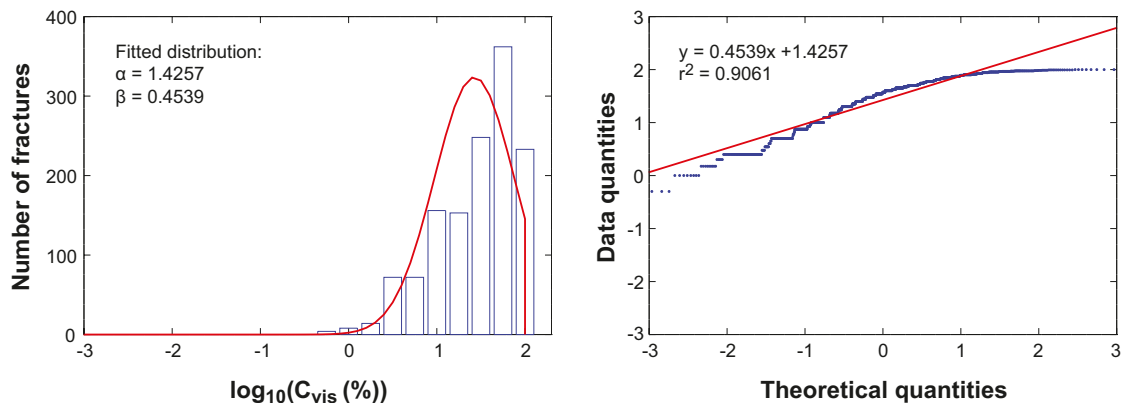 400
300
200
100
0
Number of fractures
Fitted distribution:
α = 1.4257
β = 0.4539
-3 -2 -1 0 1 2
log10(Cvis (%))
3
2
1
0
1
2
3
Data quantities
y = 0.4539x +1.4257
r2 = 0.9061
-3 -2 -1 0 1 2 3
Theoretical quantities